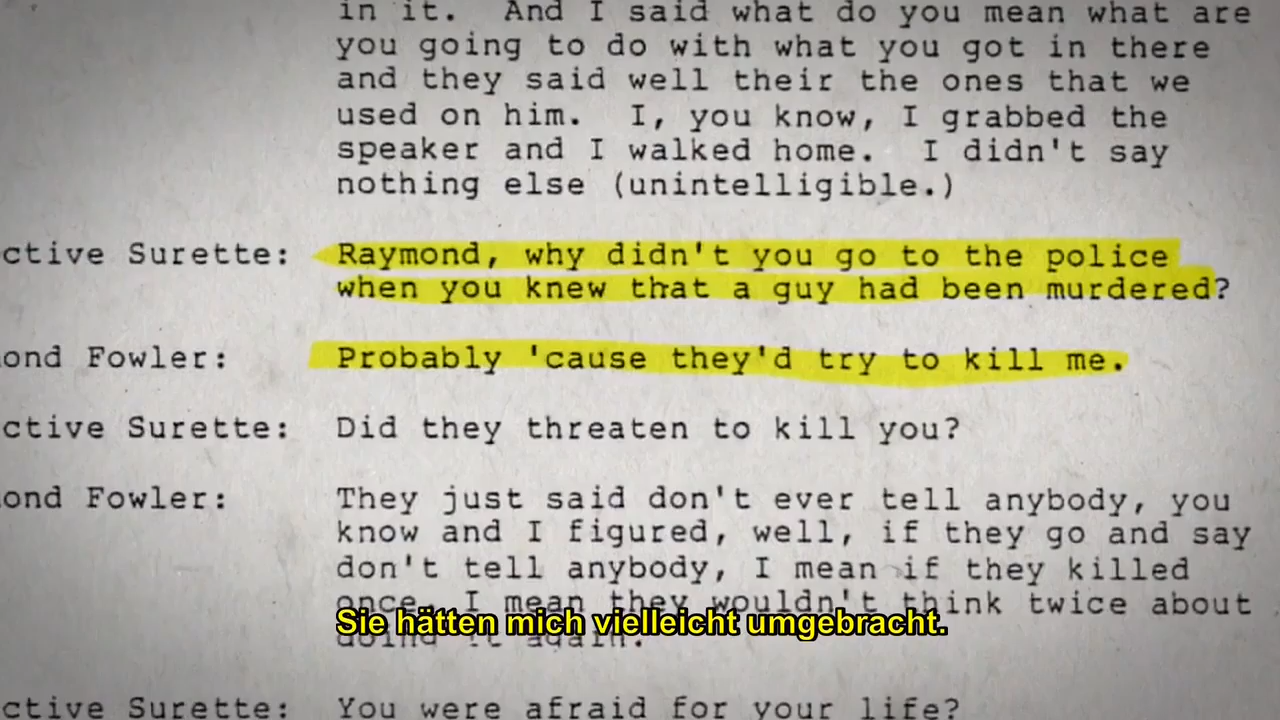 in it. And I said what do you mean what are
you going to do with what you got in there
and they said well their the ones that we
used on him. I, you know, I grabbed the
speaker and I walked home. I didn't say
nothing else (unintelligible.)
ctive Surette: Raymond, why didn't you go to the police
when you knew that a guy had been murdered?
ond Fowler: Probably 'cause they'd try to kill me.
ctive Surette: Did they threaten to kill you?
ond Fowler: They just said don't ever tell anybody, you
know and I figured, well, if they go and say
don't tell anybody, I mean if they killed
once, I mean they wouldn't think twice about
Sie hätten mich vielleicht umgebracht.
doing it again.
ctive Surette: You were afraid for your life?